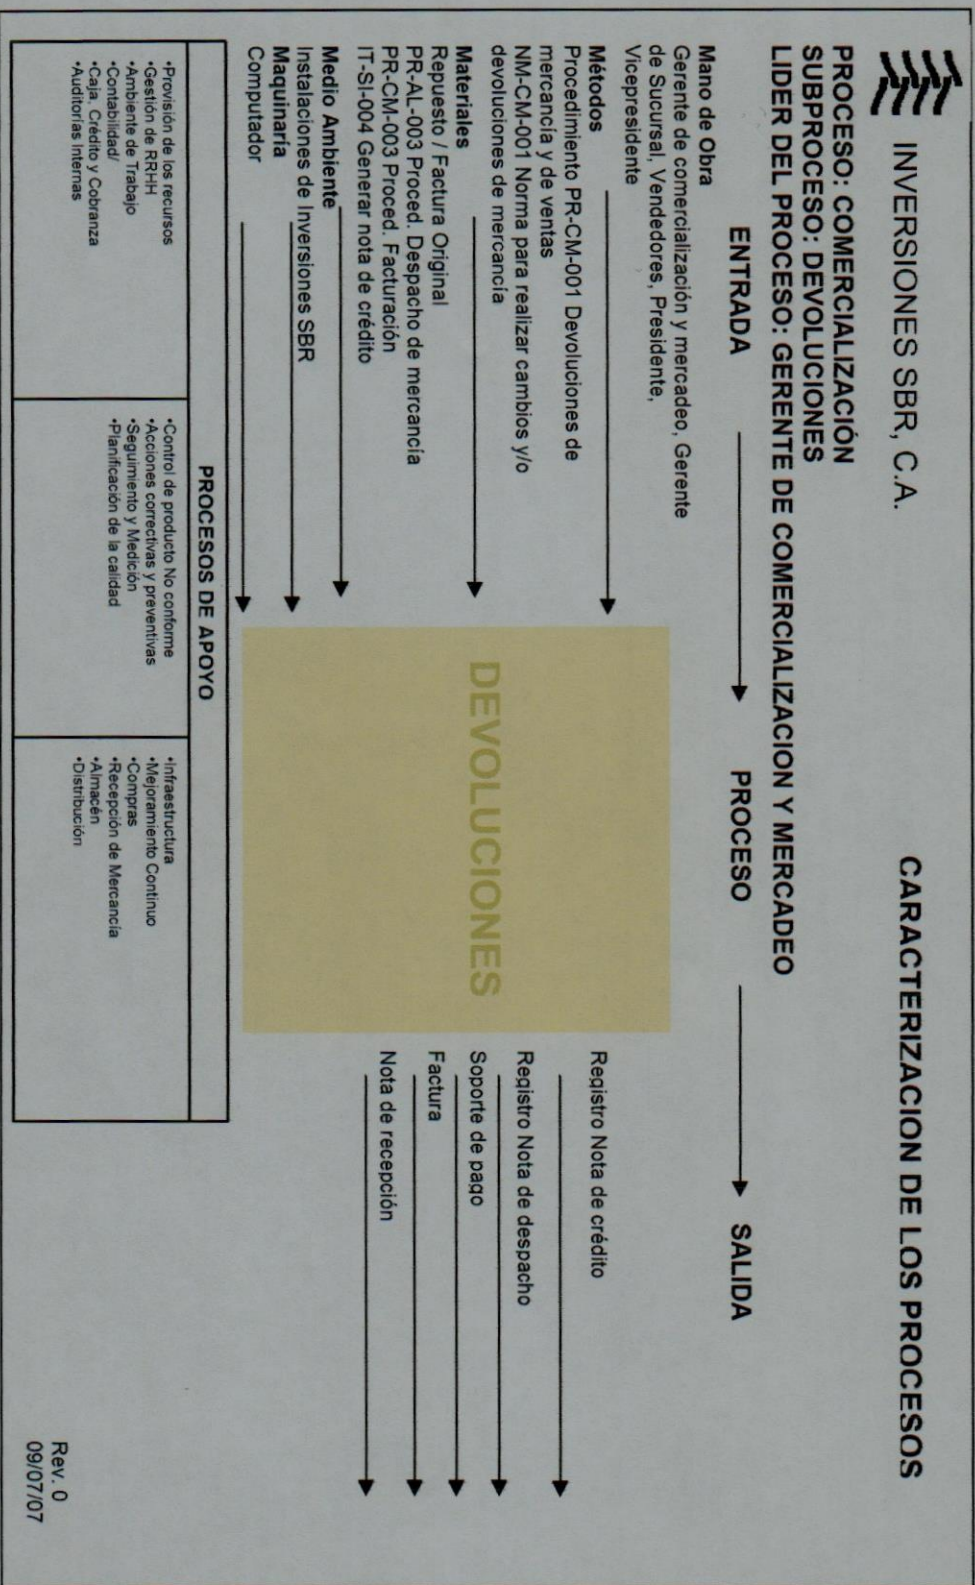 INVERSIONES SBR, C.A.
CARACTERIZACION DE LOS PROCESOS
PROCESO: COMERCIALIZACIÓN
SUBPROCESO: DEVOLUCIONES
LIDER DEL PROCESO: GERENTE DE COMERCIALIZACION Y MERCADEO
ENTRADA
PROCESO
SALIDA
Mano de Obra
Gerente de comercialización y mercadeo, Gerente
de Sucursal, Vendedores, Presidente,
Vicepresidente
Métodos
Procedimiento PR-CM-001 Devoluciones de
mercancía y de ventas
NM-CM-001 Norma para realizar cambios y/o
devoluciones de mercancía
Materiales
Repuesto / Factura Original
PR-AL-003 Proced. Despacho de mercancía
PR-CM-003 Proced. Facturación
IT-SI-004 Generar nota de crédito
Medio Ambiente
Instalaciones de Inversiones SBR
Maquinaría
Computador
DEVOLUCIONES
Registro Nota de crédito
Registro Nota de despacho
Soporte de pago
Factura
Nota de recepción
PROCESOS DE APOYO
•Provisión de los recursos
•Gestión de RRHH
•Ambiente de Trabajo
•Contabilidad/
•Caja, Crédito y Cobranza
•Auditorías Internas
•Control de producto No conforme
•Acciones correctivas y preventivas
•Seguimiento y Medición
•Planificación de la calidad
•Infraestructura
•Mejoramiento Continuo
•Compras
•Recepción de Mercancía
•Almacén
•Distribución
Rev. 0
09/07/07